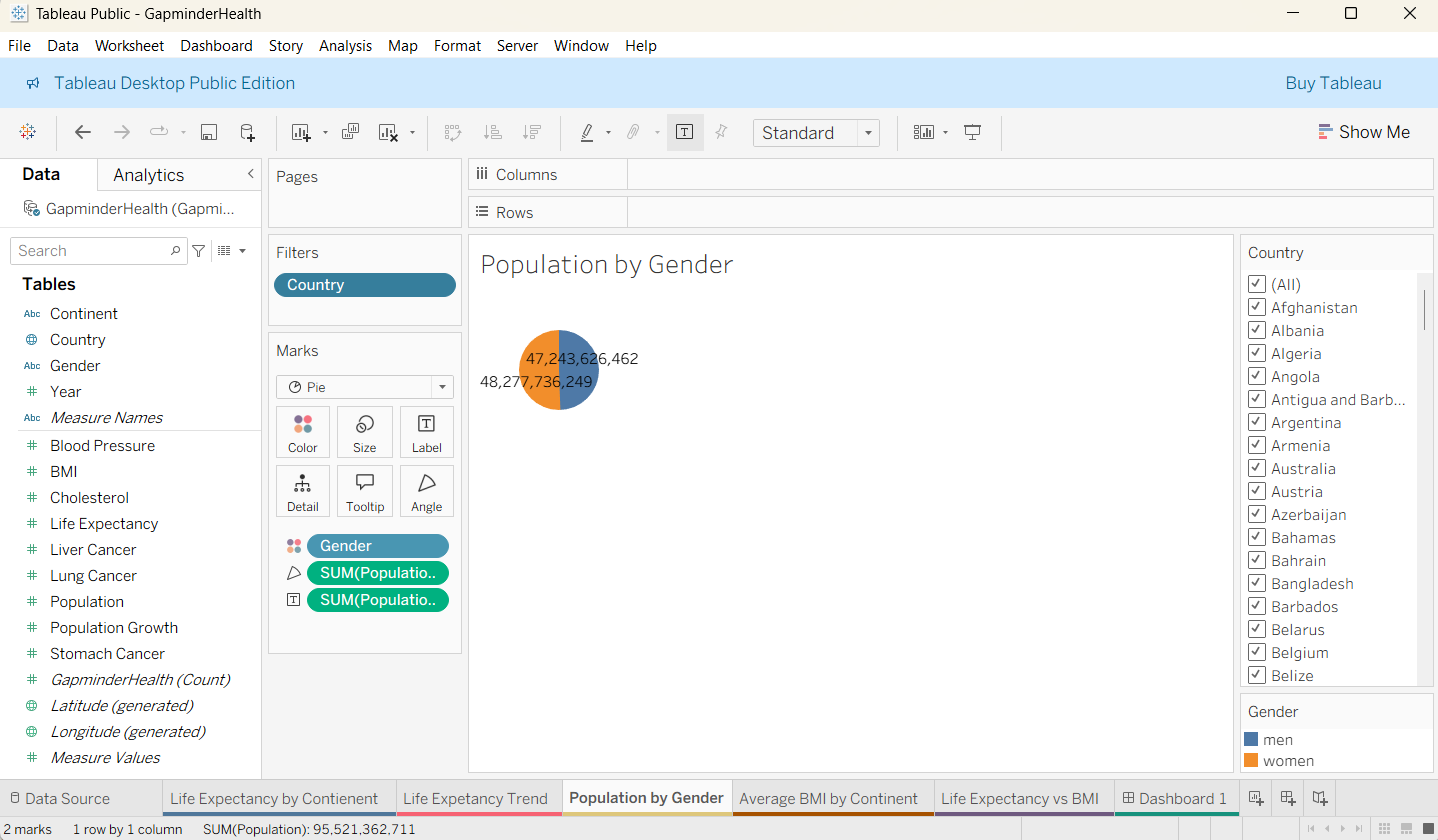 Tableau Public - GapminderHealth
File Data Worksheet Dashboard Story Analysis Map Format Server Window Help
Tableau Desktop Public Edition
Buy Tableau
Standard
Show Me
Data
Analytics
GapminderHealth (Gapmi...
Search
Tables
Abc Continent
Country
Abc Gender
Year
Abc Measure Names
Blood Pressure
BMI
Cholesterol
Life Expectancy
Liver Cancer
Lung Cancer
Population
Population Growth
Stomach Cancer
GapminderHealth (Count)
Latitude (generated)
Longitude (generated)
Measure Values
Pages
Filters
Country
Marks
Pie
Color
Size
Label
Detail
Tooltip
Angle
Gender
SUM(Populatio..
SUM(Populatio..
Columns
Rows
Population by Gender
47,243,626,462
48,277,736,249
Country
(All)
Afghanistan
Albania
Algeria
Angola
Antigua and Barb...
Argentina
Armenia
Australia
Austria
Azerbaijan
Bahamas
Bahrain
Bangladesh
Barbados
Belarus
Belgium
Belize
Gender
men
women
Data Source
Life Expectancy by Contienent
Life Expetancy Trend
Population by Gender
Average BMI by Continent
Life Expectancy vs BMI
Dashboard 1
2 marks
1 row by 1 column
SUM(Population): 95,521,362,711